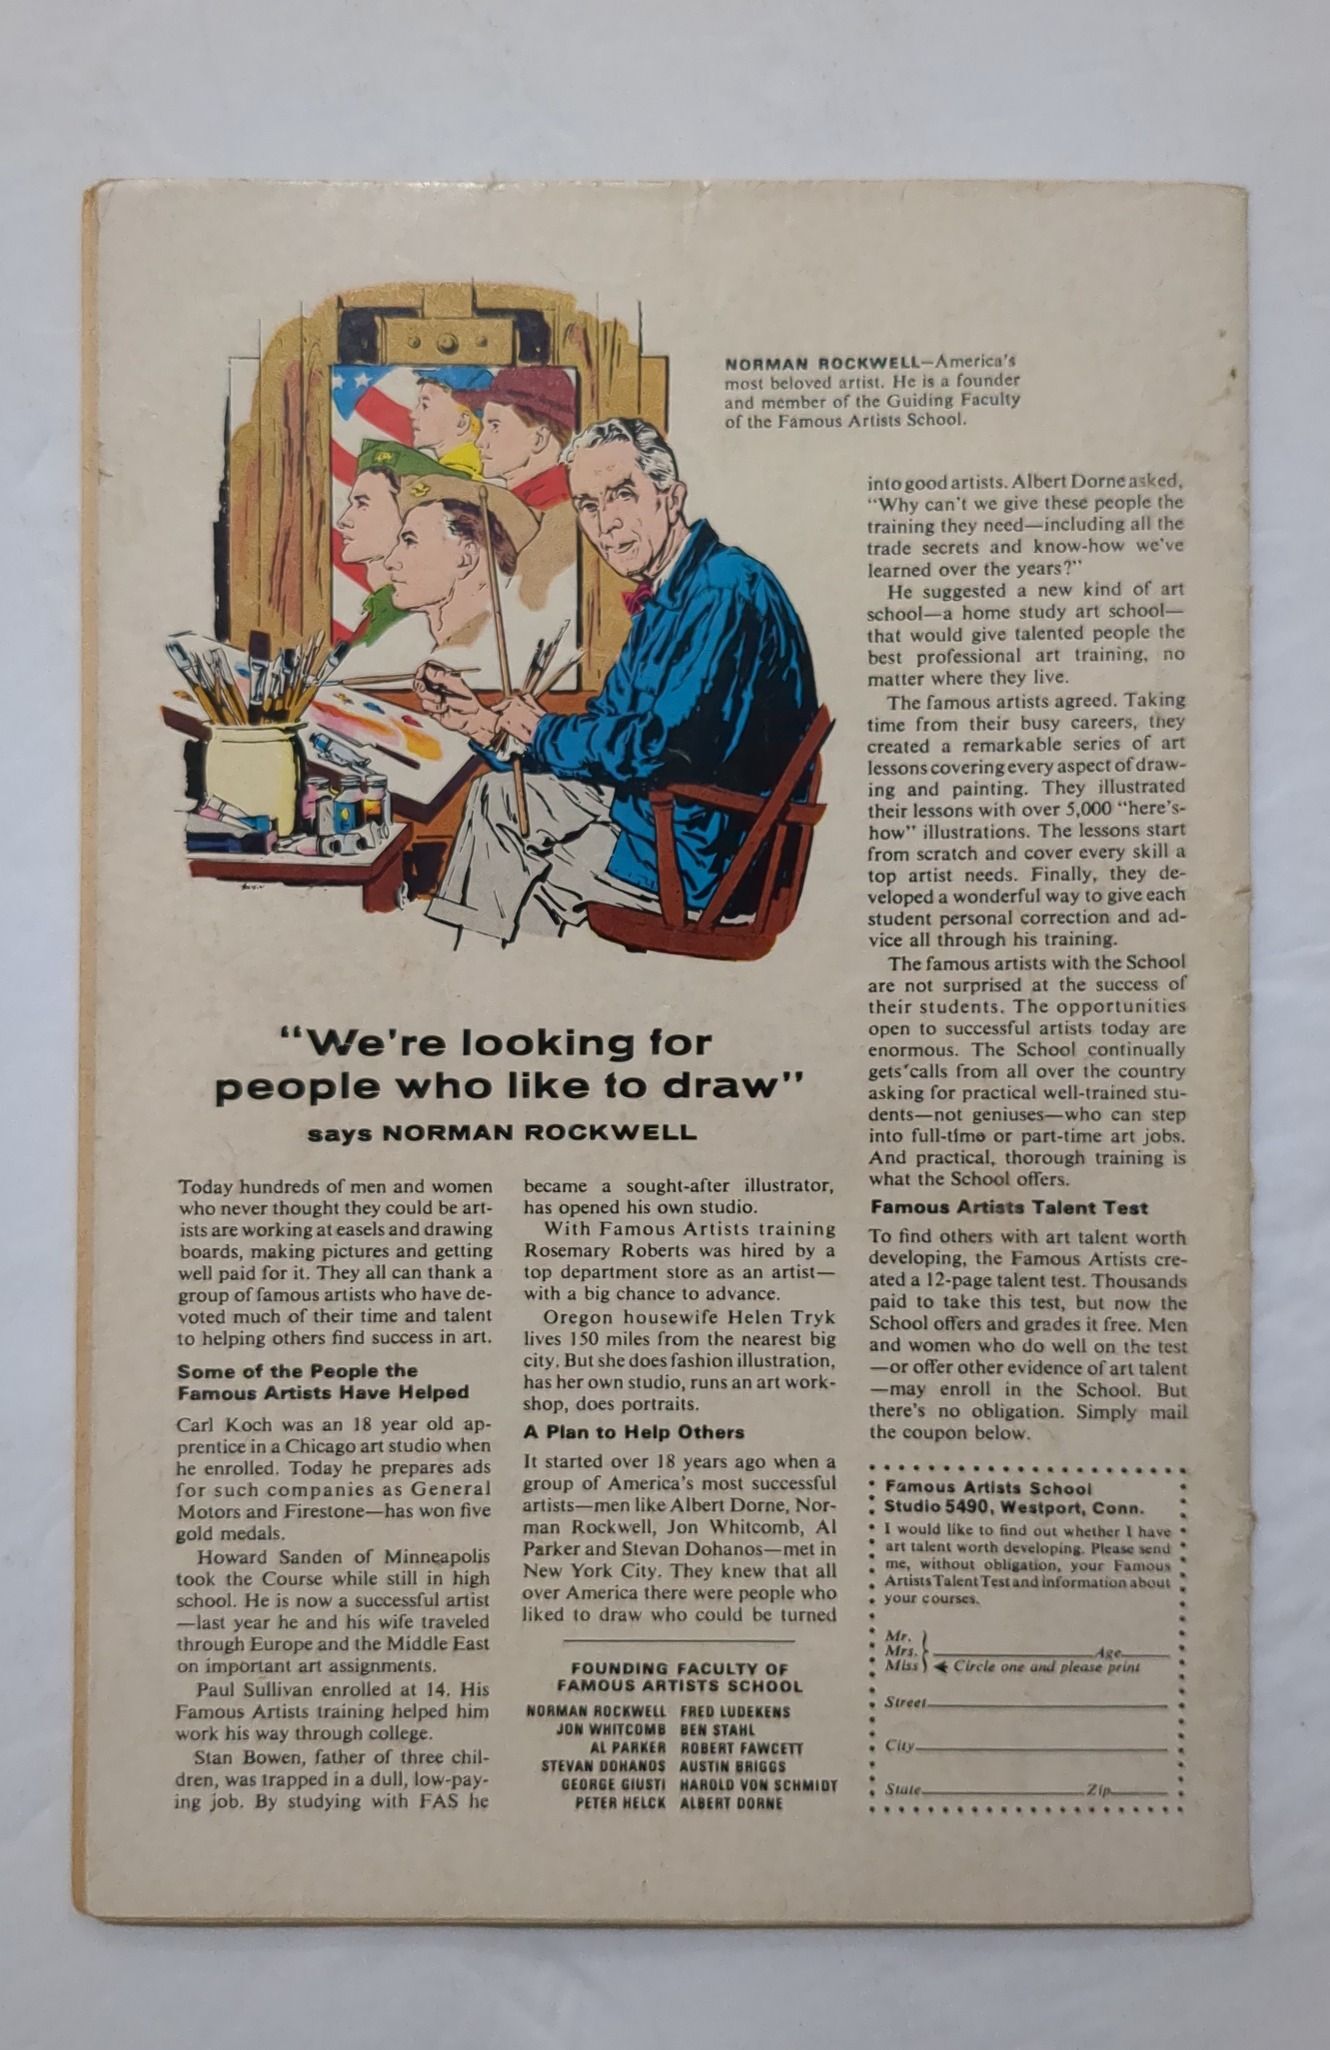 NORMAN ROCKWELL—America's
most beloved artist. He is a founder
and member of the Guiding Faculty
of the Famous Artists School.
"We're looking for
people who like to draw"
says NORMAN ROCKWELL
Today hundreds of men and women
who never thought they could be art-
ists are working at easels and drawing
boards, making pictures and getting
well paid for it. They all can thank a
group of famous artists who have de-
voted much of their time and talent
to helping others find success in art.
Some of the People the
Famous Artists Have Helped
Carl Koch was an 18 year old ap-
prentice in a Chicago art studio when
he enrolled. Today he prepares ads
for such companies as General
Motors and Firestone—has won five
gold medals.
Howard Sanden of Minneapolis
took the Course while still in high
school. He is now a successful artist
—last year he and his wife traveled
through Europe and the Middle East
on important art assignments.
Paul Sullivan enrolled at 14. His
Famous Artists training helped him
work his way through college.
Stan Bowen, father of three chil-
dren, was trapped in a dull, low-pay-
ing job. By studying with FAS he
became a sought-after illustrator,
has opened his own studio.
With Famous Artists training
Rosemary Roberts was hired by a
top department store as an artist—
with a big chance to advance.
Oregon housewife Helen Tryk
lives 150 miles from the nearest big
city. But she does fashion illustration,
has her own studio, runs an art work-
shop, does portraits.
A Plan to Help Others
It started over 18 years ago when a
group of America's most successful
artists—men like Albert Dorne, Nor-
man Rockwell, Jon Whitcomb, Al
Parker and Stevan Dohanos—met in
New York City. They knew that all
over America there were people who
liked to draw who could be turned
FOUNDING FACULTY OF
FAMOUS ARTISTS SCHOOL
NORMAN ROCKWELL FRED LUDEKENS
JON WHITCOMB BEN STAHL
AL PARKER ROBERT FAWCETT
STEVAN DOHANOS AUSTIN BRIGGS
GEORGE GIUSTI HAROLD VON SCHMIDT
PETER HELCK ALBERT DORNE
into good artists. Albert Dorne asked,
"Why can't we give these people the
training they need—including all the
trade secrets and know-how we've
learned over the years?"
He suggested a new kind of art
school—a home study art school—
that would give talented people the
best professional art training, no
matter where they live.
The famous artists agreed. Taking
time from their busy careers, they
created a remarkable series of art
lessons covering every aspect of draw-
ing and painting. They illustrated
their lessons with over 5,000 "here's-
how" illustrations. The lessons start
from scratch and cover every skill a
top artist needs. Finally, they de-
veloped a wonderful way to give each
student personal correction and ad-
vice all through his training.
The famous artists with the School
are not surprised at the success of
their students. The opportunities
open to successful artists today are
enormous. The School continually
gets calls from all over the country
asking for practical well-trained stu-
dents—not geniuses—who can step
into full-time or part-time art jobs.
And practical, thorough training is
what the School offers.
Famous Artists Talent Test
To find others with art talent worth
developing, the Famous Artists cre-
ated a 12-page talent test. Thousands
paid to take this test, but now the
School offers and grades it free. Men
and women who do well on the test
—or offer other evidence of art talent
—may enroll in the School. But
there's no obligation. Simply mail
the coupon below.
Famous Artists School
Studio 5490, Westport, Conn.
I would like to find out whether I have
art talent worth developing. Please send
me, without obligation, your Famous
Artists Talent Test and information about
your courses.
Mr.
Mrs. Age
Miss Circle one and please print
Street
City
State Zip